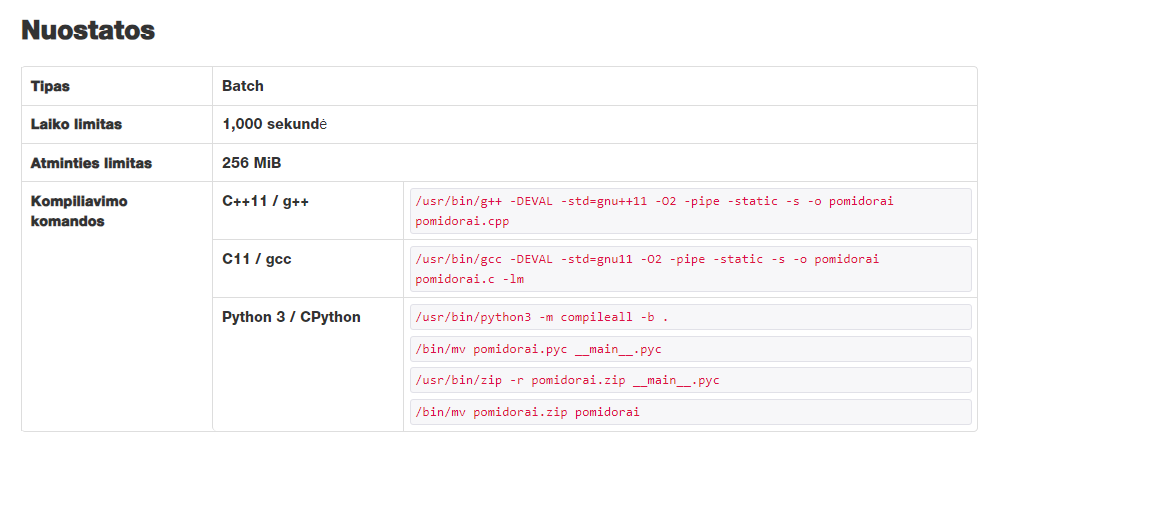 Nuostatos
Tipas
Batch
Laiko limitas
1,000 sekundė
Atminties limitas
256 MiB
Kompiliavimo
komandos
C++11 / g++
/usr/bin/g++ -DEVAL -std=gnu++11 -O2 -pipe -static -s -o pomidorai
pomidorai.cpp
C11 / gcc
/usr/bin/gcc -DEVAL -std=gnu11 -O2 -pipe -static -s -o pomidorai
pomidorai.c -lm
Python 3 / CPython
/usr/bin/python3 -m compileall -b .
/bin/mv pomidorai.pyc __main__.pyc
/usr/bin/zip -r pomidorai.zip __main__.pyc
/bin/mv pomidorai.zip pomidorai